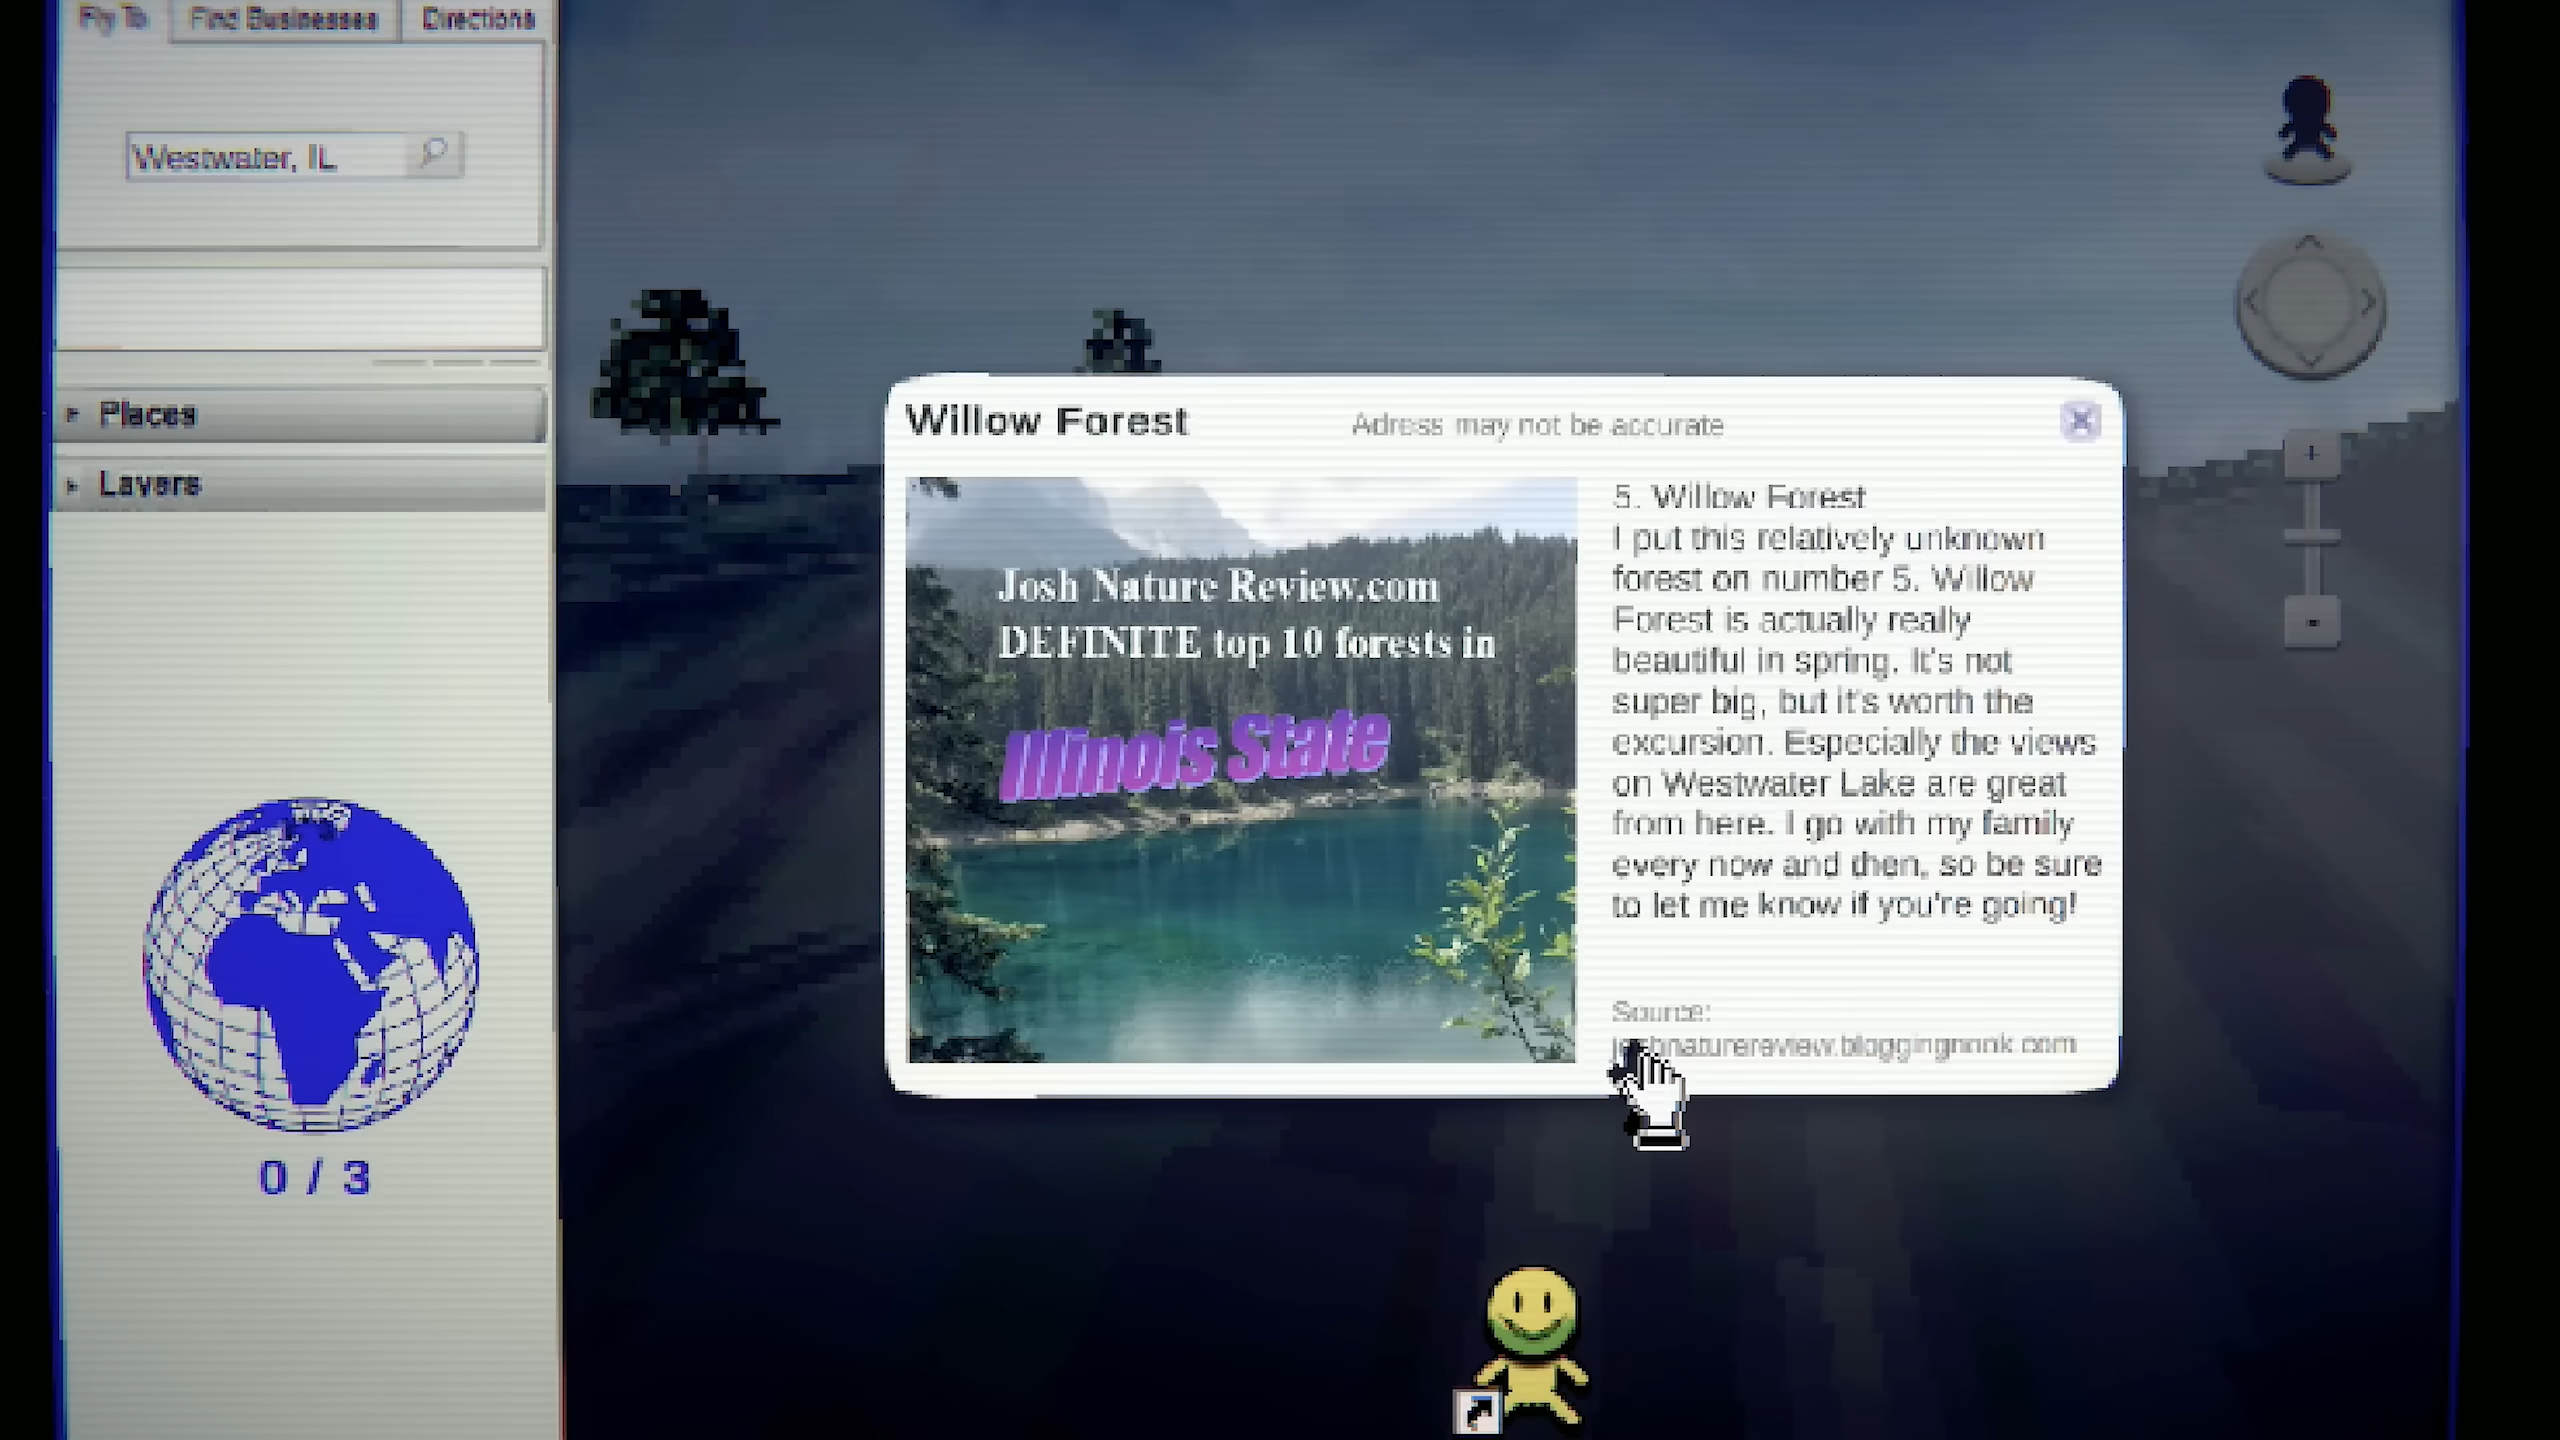 Fly To
Find Businesses
Directions
Westwater, IL
Places
Layers
0 / 3
Willow Forest
Adress may not be accurate
Josh Nature Review.com
DEFINITE top 10 forests in
Illinois State
5. Willow Forest
I put this relatively unknown
forest on number 5. Willow
Forest is actually really
beautiful in spring. It's not
super big, but it's worth the
excursion. Especially the views
on Westwater Lake are great
from here. I go with my family
every now and then, so be sure
to let me know if you're going!
Source:
joshnaturereview.bloggingnook.com